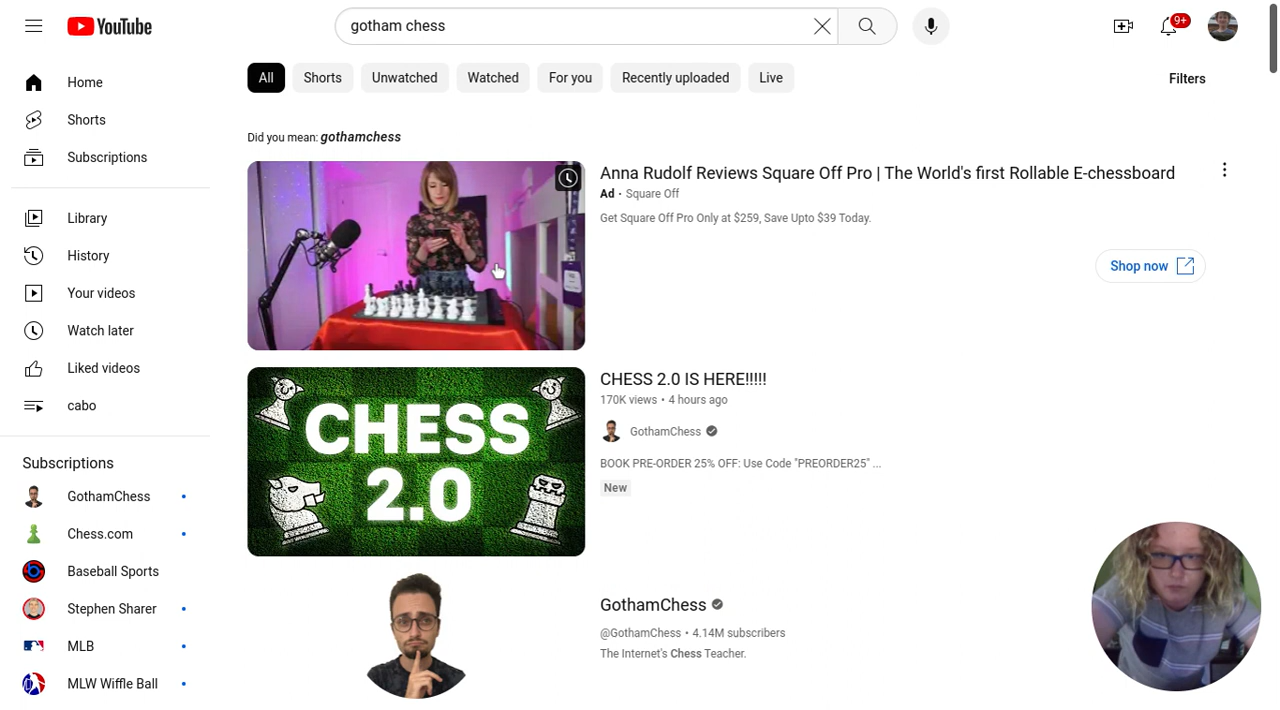 YouTube
gotham chess
9+
All
Shorts
Unwatched
Watched
For you
Recently uploaded
Live
Filters
Home
Shorts
Subscriptions
Library
History
Your videos
Watch later
Liked videos
cabo
Subscriptions
GothamChess
Chess.com
Baseball Sports
Stephen Sharer
MLB
MLW Wiffle Ball
Did you mean: gothamchess
Anna Rudolf Reviews Square Off Pro | The World's first Rollable E-chessboard
Ad · Square Off
Get Square Off Pro Only at $259, Save Upto $39 Today.
Shop now
CHESS
2.0
CHESS 2.0 IS HERE!!!!!
170K views • 4 hours ago
GothamChess
BOOK PRE-ORDER 25% OFF: Use Code "PREORDER25" ...
New
GothamChess
@GothamChess • 4.14M subscribers
The Internet's Chess Teacher.